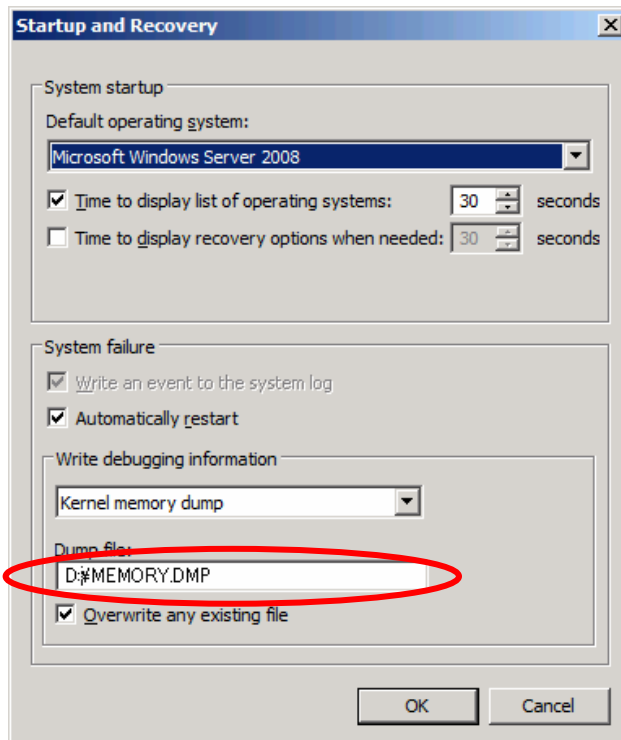 Startup and Recovery
System startup
Default operating system:
Microsoft Windows Server 2008
Time to display list of operating systems: 30 seconds
Time to display recovery options when needed: 30 seconds
System failure
Write an event to the system log
Automatically restart
Write debugging information
Kernel memory dump
Dump file:
D:¥MEMORY.DMP
Overwrite any existing file
OK Cancel